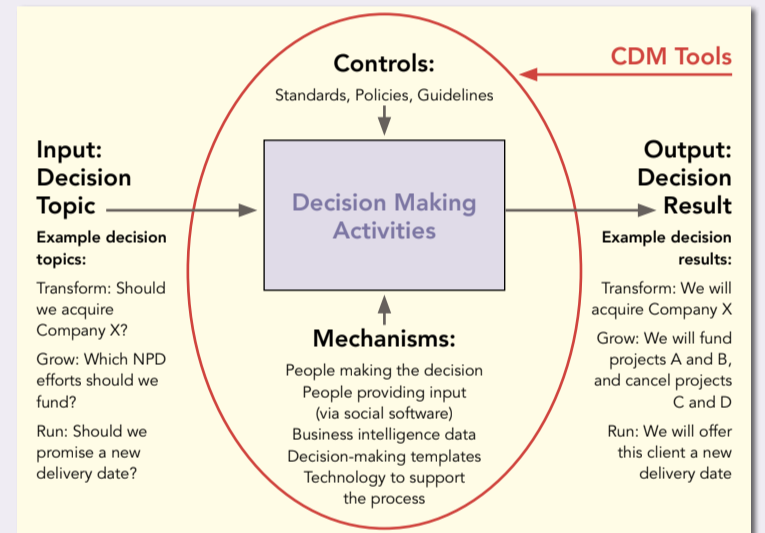 CDM Tools
Controls:
Standards, Policies, Guidelines
Input:
Decision
Topic
Example decision
topics:
Transform: Should
we acquire
Company X?
Grow: Which NPD
efforts should we
fund?
Run: Should we
promise a new
delivery date?
Decision Making
Activities
Mechanisms:
People making the decision
People providing input
(via social software)
Business intelligence data
Decision-making templates
Technology to support
the process
Output:
Decision
Result
Example decision
results:
Transform: We will
acquire Company X
Grow: We will fund
projects A and B,
and cancel projects
C and D
Run: We will offer
this client a new
delivery date